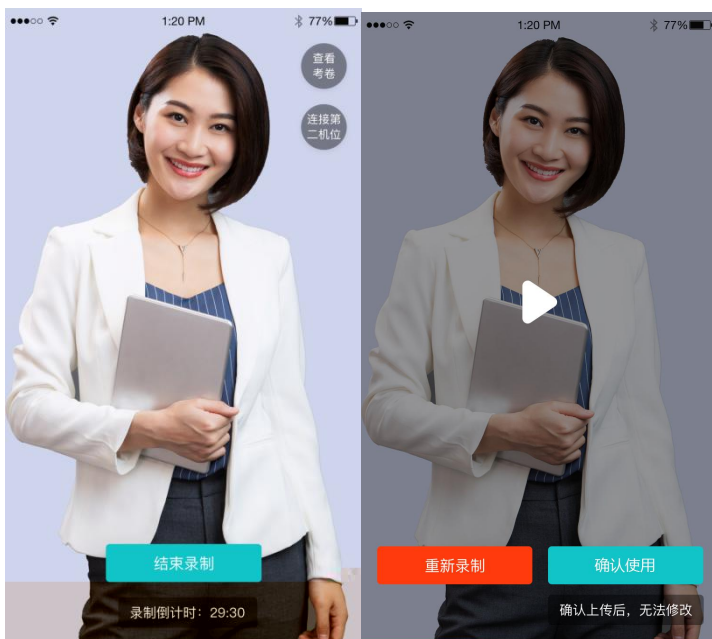 1:20 PM
77%
查看
考卷
连接第
二机位
结束录制
录制倒计时：29:30
1:20 PM
77%
重新录制
确认使用
确认上传后，无法修改